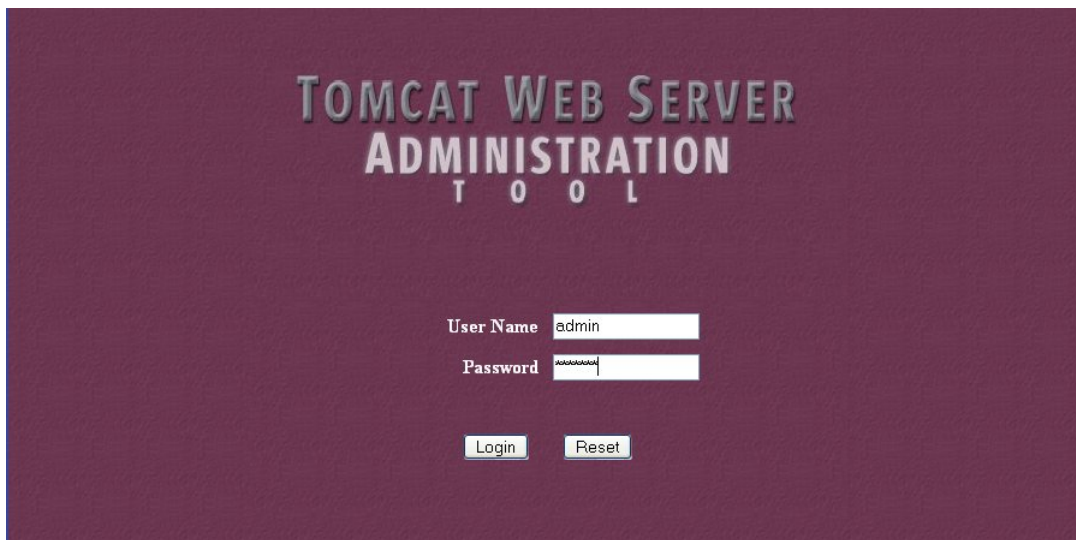 TOMCAT WEB SERVER
ADMINISTRATION
TOOL
User Name admin
Password *******
Login Reset